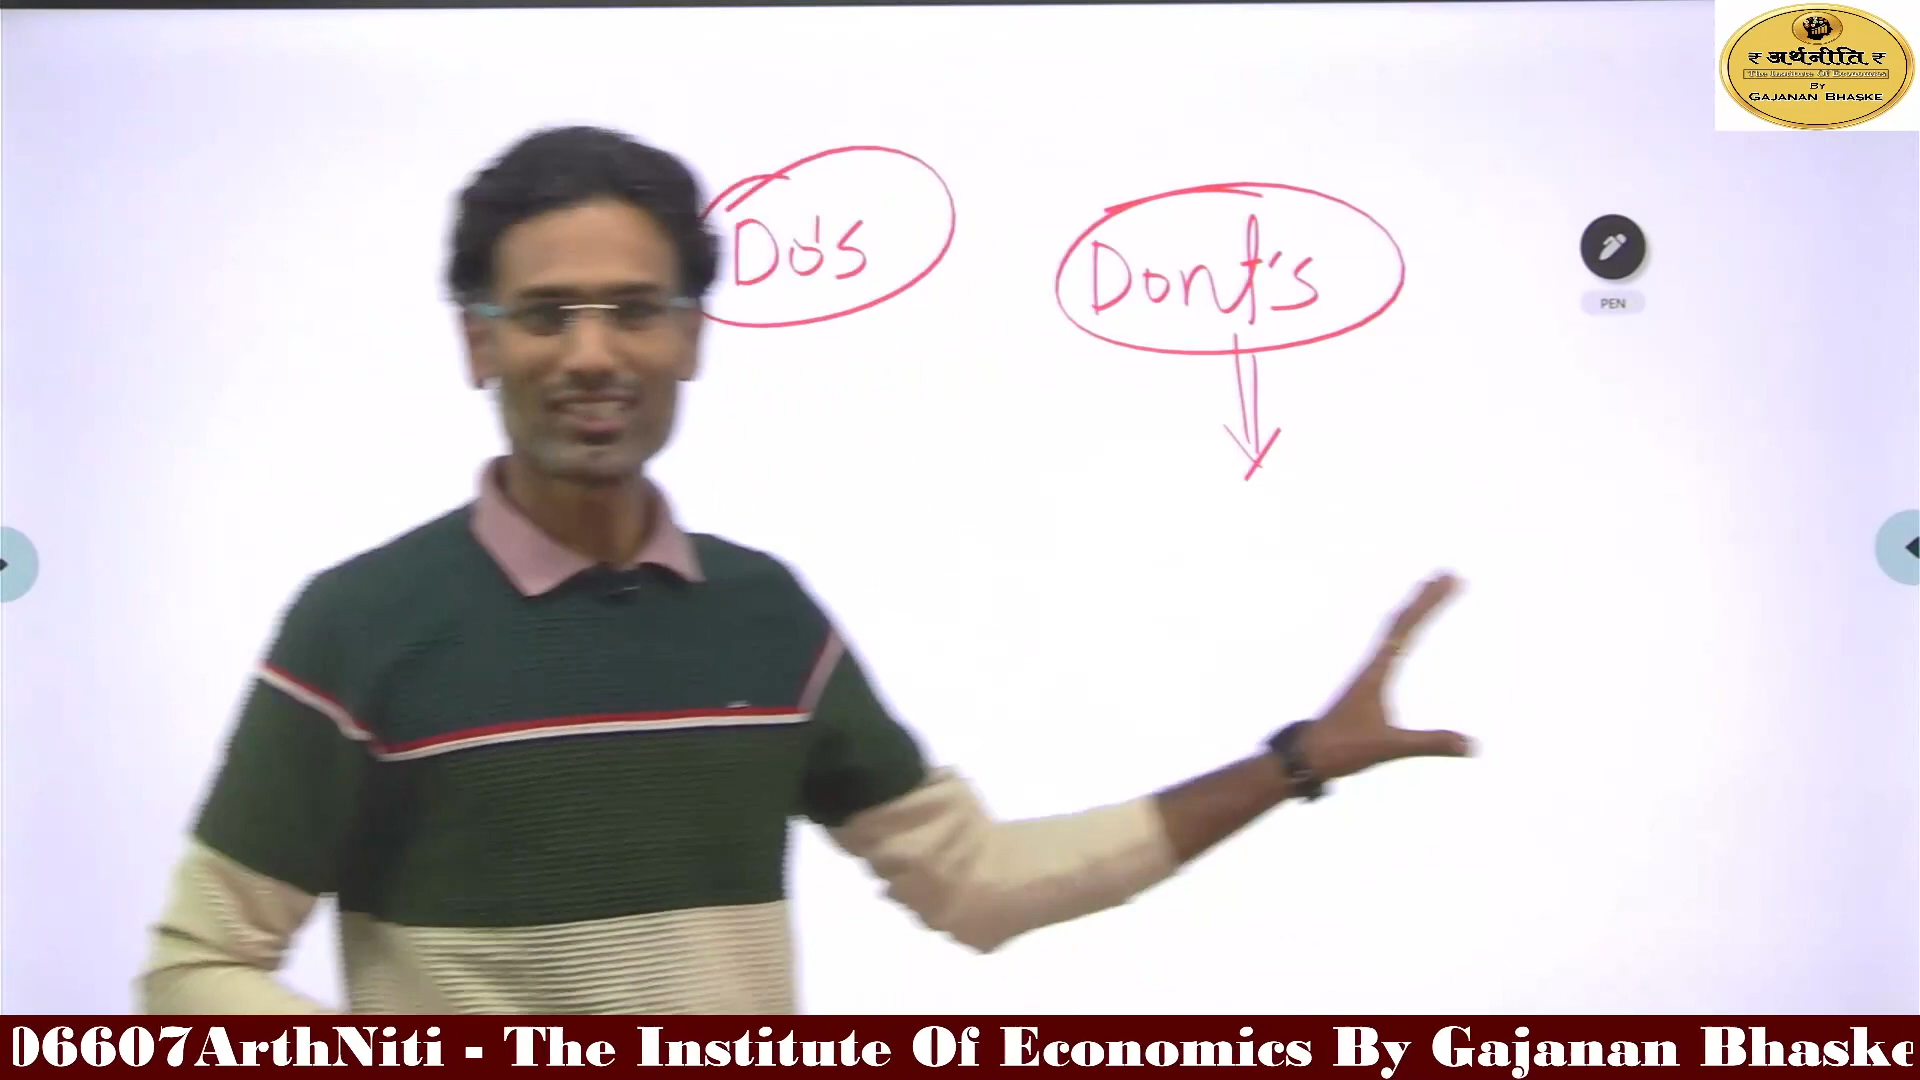 ₹ अर्थनीति ₹
The Institute Of Economics
By
GAJANAN BHASKE
Do's
Dont's
PEN
06607ArthNiti - The Institute Of Economics By Gajanan Bhaske